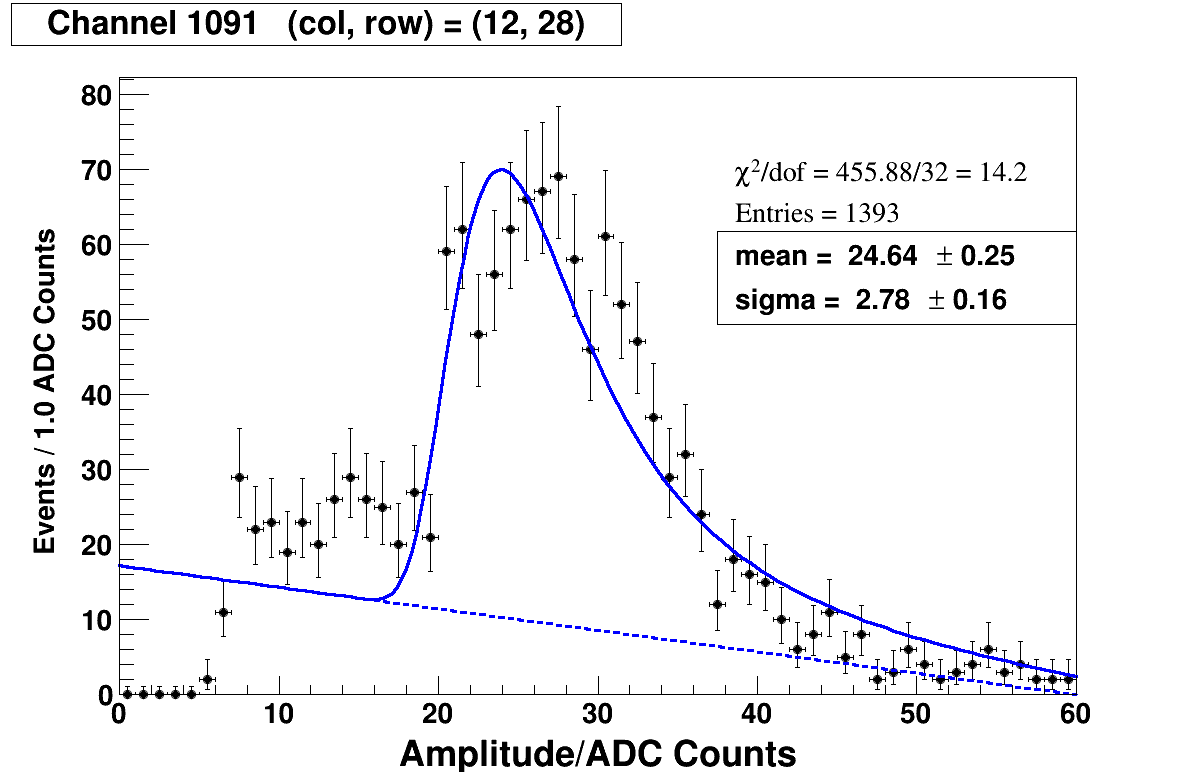 Channel 1091 (col, row) = (12, 28)
80
70
60
50
40
30
20
10
0
Events / 1.0 ADC Counts
χ²/dof = 455.88/32 = 14.2
Entries = 1393
mean = 24.64 ± 0.25
sigma = 2.78 ± 0.16
0 10 20 30 40 50 60
Amplitude/ADC Counts